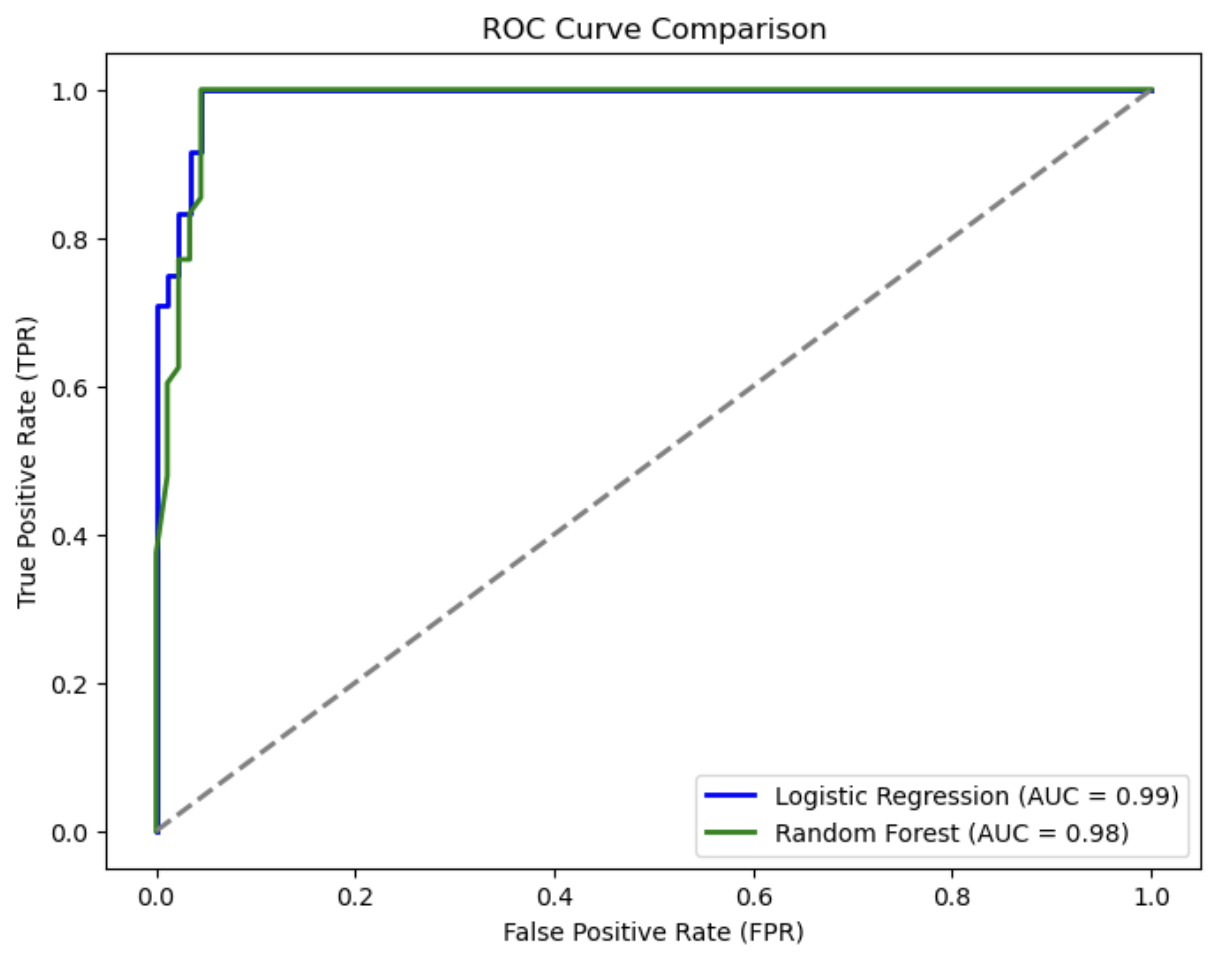 ROC Curve Comparison
1.0
0.8
0.6
0.4
0.2
0.0
True Positive Rate (TPR)
Logistic Regression (AUC = 0.99)
Random Forest (AUC = 0.98)
0.0 0.2 0.4 0.6 0.8 1.0
False Positive Rate (FPR)